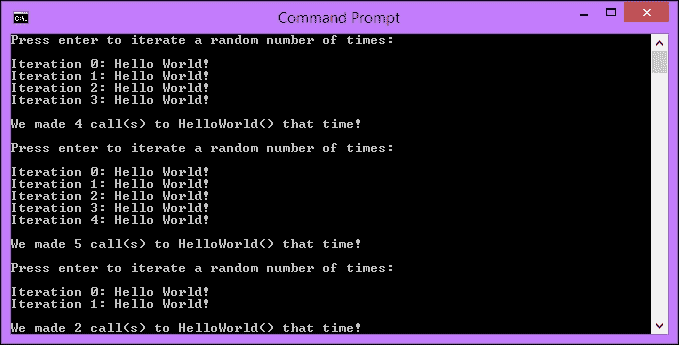 Command Prompt
Press enter to iterate a random number of times:
Iteration 0: Hello World!
Iteration 1: Hello World!
Iteration 2: Hello World!
Iteration 3: Hello World!
We made 4 call(s) to HelloWorld() that time!
Press enter to iterate a random number of times:
Iteration 0: Hello World!
Iteration 1: Hello World!
Iteration 2: Hello World!
Iteration 3: Hello World!
Iteration 4: Hello World!
We made 5 call(s) to HelloWorld() that time!
Press enter to iterate a random number of times:
Iteration 0: Hello World!
Iteration 1: Hello World!
We made 2 call(s) to HelloWorld() that time!